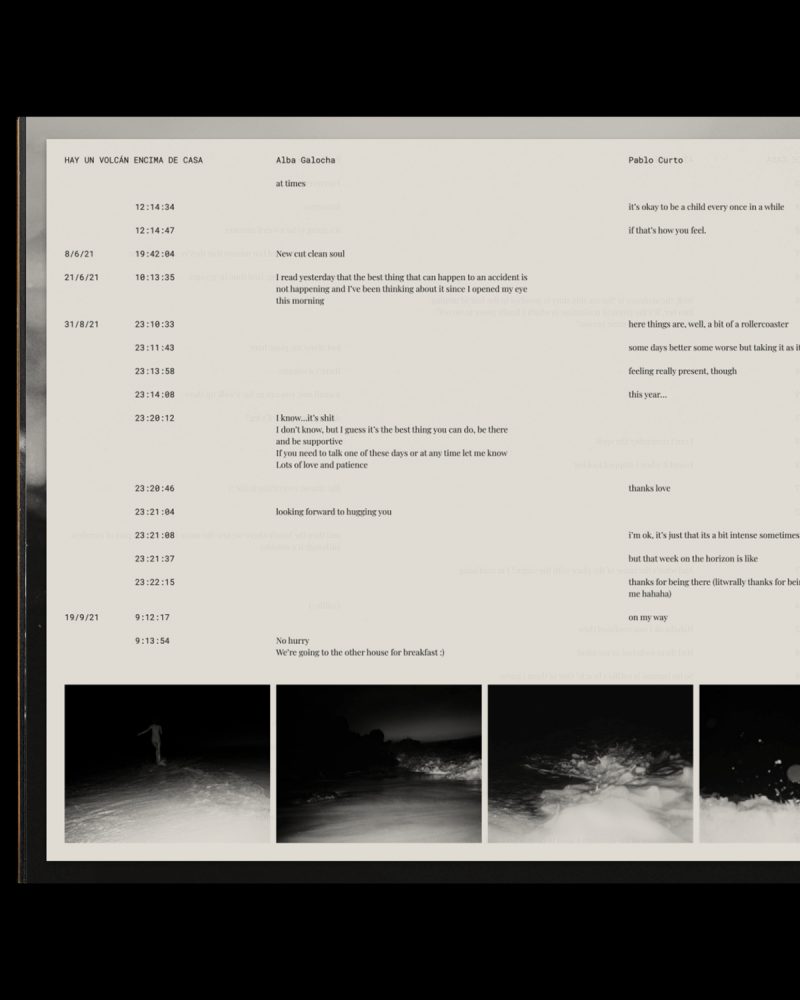 HAY UN VOLCÁN ENCIMA DE CASA Alba Galocha Pablo Curto
at times
12:14:34 it's okay to be a child every once in a while
12:14:47 if that's how you feel.
8/6/21 19:42:04 New cut clean soul
21/6/21 10:13:35 I read yesterday that the best thing that can happen to an accident is
not happening and I've been thinking about it since I opened my eye
this morning
31/8/21 23:10:33 here things are, well, a bit of a rollercoaster
23:11:43 some days better some worse but taking it as it
23:13:58 feeling really present, though
23:14:08 this year...
23:20:12 I know...it's shit
I don't know, but I guess it's the best thing you can do, be there
and be supportive
If you need to talk one of these days or at any time let me know
Lots of love and patience
23:20:46 thanks love
23:21:04 looking forward to hugging you
23:21:08 i'm ok, it's just that its a bit intense sometimes
23:21:37 but that week on the horizon is like
23:22:15 thanks for being there (litwrally thanks for
me hahaha)
19/9/21 9:12:17 on my way
9:13:54 No hurry
We're going to the other house for breakfast :)